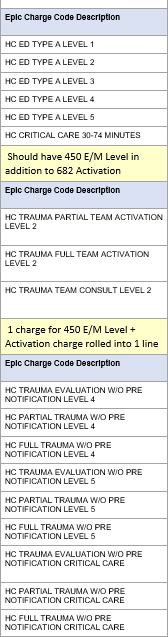 Epic Charge Code Description
HC ED TYPE A LEVEL 1
HC ED TYPE A LEVEL 2
HC ED TYPE A LEVEL 3
HC ED TYPE A LEVEL 4
HC ED TYPE A LEVEL 5
HC CRITICAL CARE 30-74 MINUTES
Should have 450 E/M Level in
addition to 682 Activation
Epic Charge Code Description
HC TRAUMA PARTIAL TEAM ACTIVATION
LEVEL 2
HC TRAUMA FULL TEAM ACTIVATION
LEVEL 2
HC TRAUMA TEAM CONSULT LEVEL 2
1 charge for 450 E/M Level +
Activation charge rolled into 1 line
Epic Charge Code Description
HC TRAUMA EVALUATION W/O PRE
NOTIFICATION LEVEL 4
HC PARTIAL TRAUMA W/O PRE
NOTIFICATION LEVEL 4
HC FULL TRAUMA W/O PRE
NOTIFICATION LEVEL 4
HC TRAUMA EVALUATION W/O PRE
NOTIFICATION LEVEL 5
HC PARTIAL TRAUMA W/O PRE
NOTIFICATION LEVEL 5
HC FULL TRAUMA W/O PRE
NOTIFICATION LEVEL 5
HC TRAUMA EVALUATION W/O PRE
NOTIFICATION CRITICAL CARE
HC PARTIAL TRAUMA W/O PRE
NOTIFICATION CRITICAL CARE
HC FULL TRAUMA W/O PRE
NOTIFICATION CRITICAL CARE